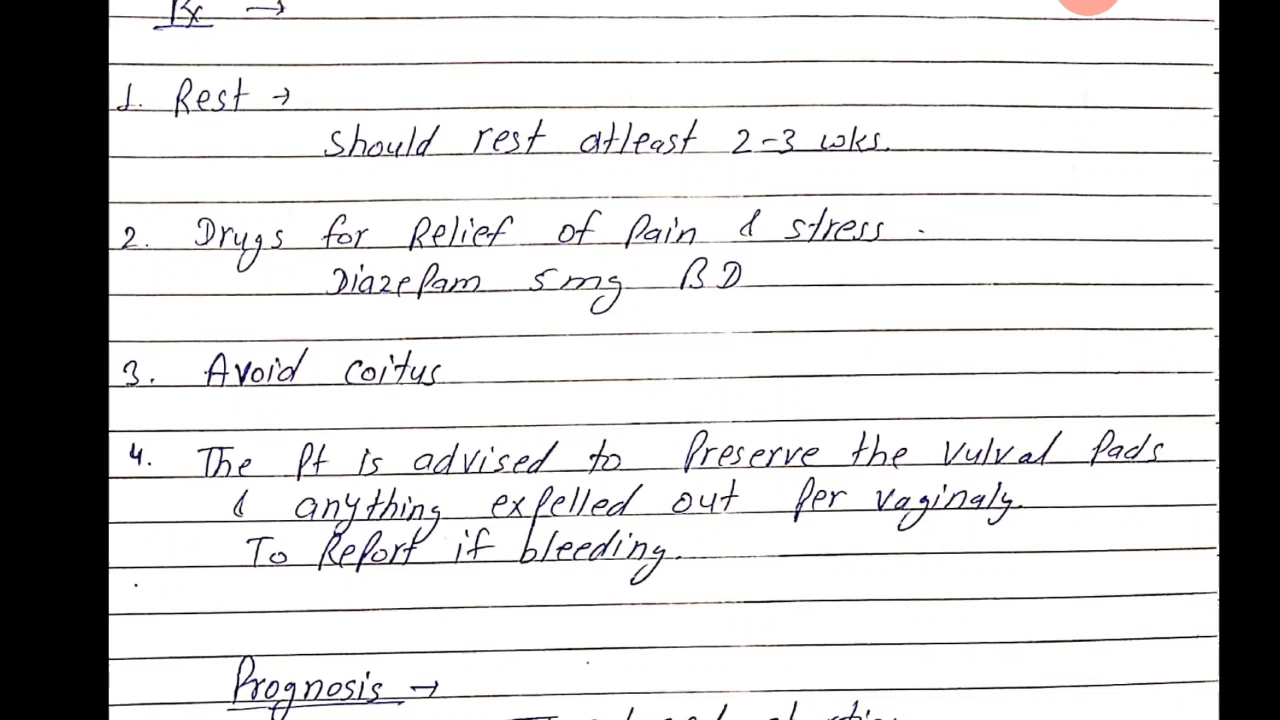 Rx →
1. Rest →
Should rest atleast 2-3 wks.
2. Drugs for Relief of Pain & stress.
Diazepam 5mg BD
3. Avoid coitus
4. The Pt is advised to Preserve the vulval Pads
& anything expelled out Per vaginaly.
To Report if bleeding.
Prognosis →